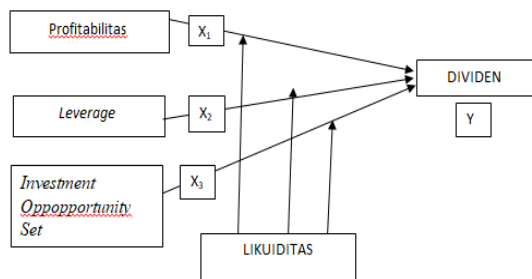 Profitabilitas
X1
DIVIDEN
Leverage
X2
Y
Investment
Oppopportunity
Set
X3
LIKUIDITAS